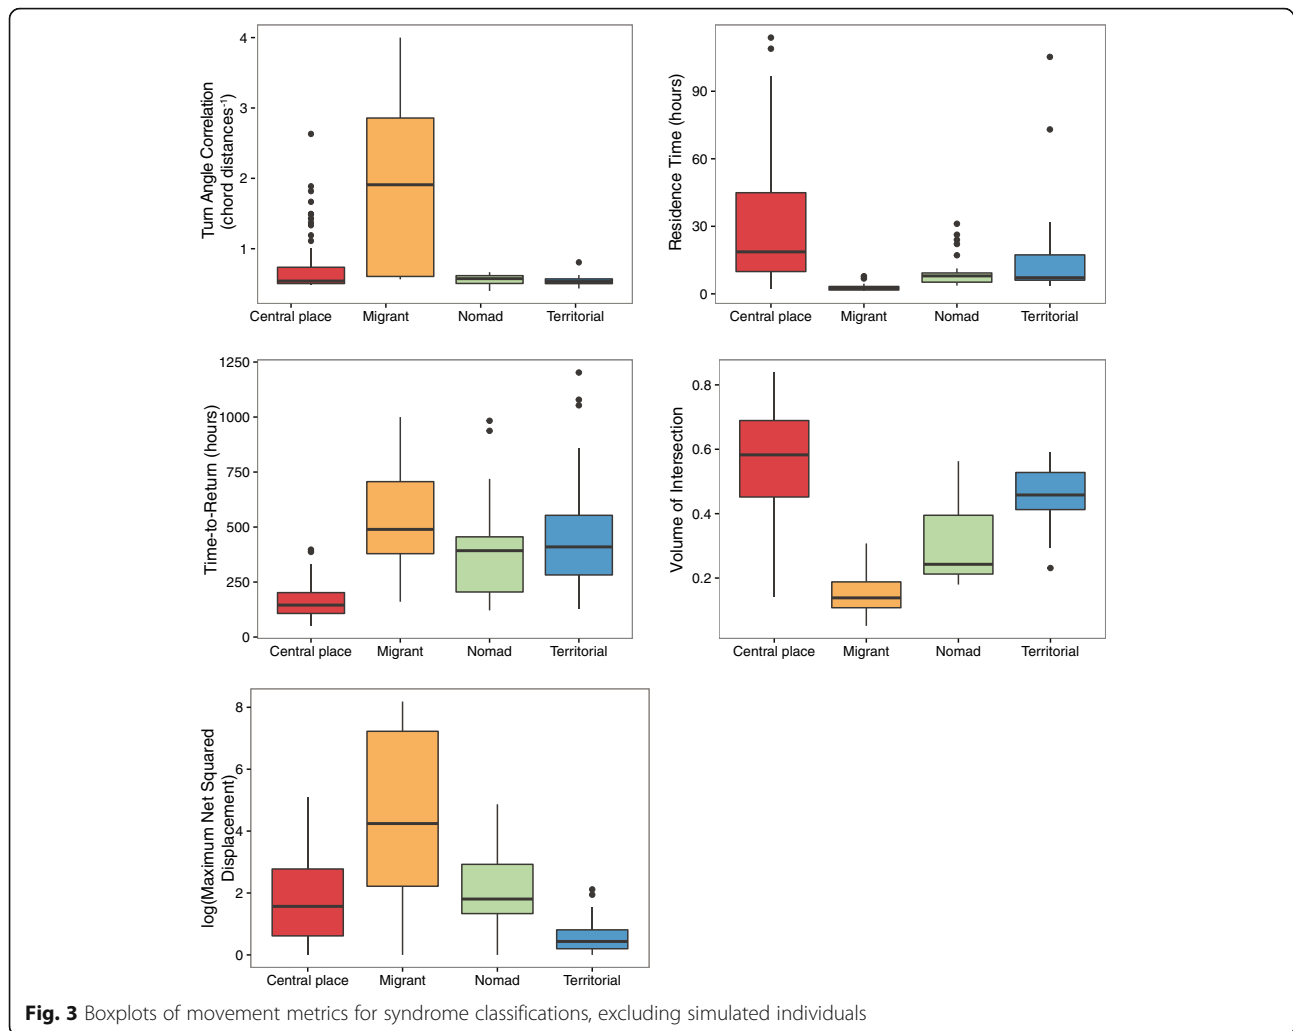 Turn Angle Correlation
(chord distances⁻¹)
4
3
2
1
Central place Migrant Nomad Territorial
Residence Time (hours)
90
60
30
0
Central place Migrant Nomad Territorial
Time-to-Return (hours)
1250
1000
750
500
250
0
Central place Migrant Nomad Territorial
Volume of Intersection
0.8
0.6
0.4
0.2
Central place Migrant Nomad Territorial
log(Maximum Net Squared
Displacement)
8
6
4
2
0
Central place Migrant Nomad Territorial
Fig. 3 Boxplots of movement metrics for syndrome classifications, excluding simulated individuals